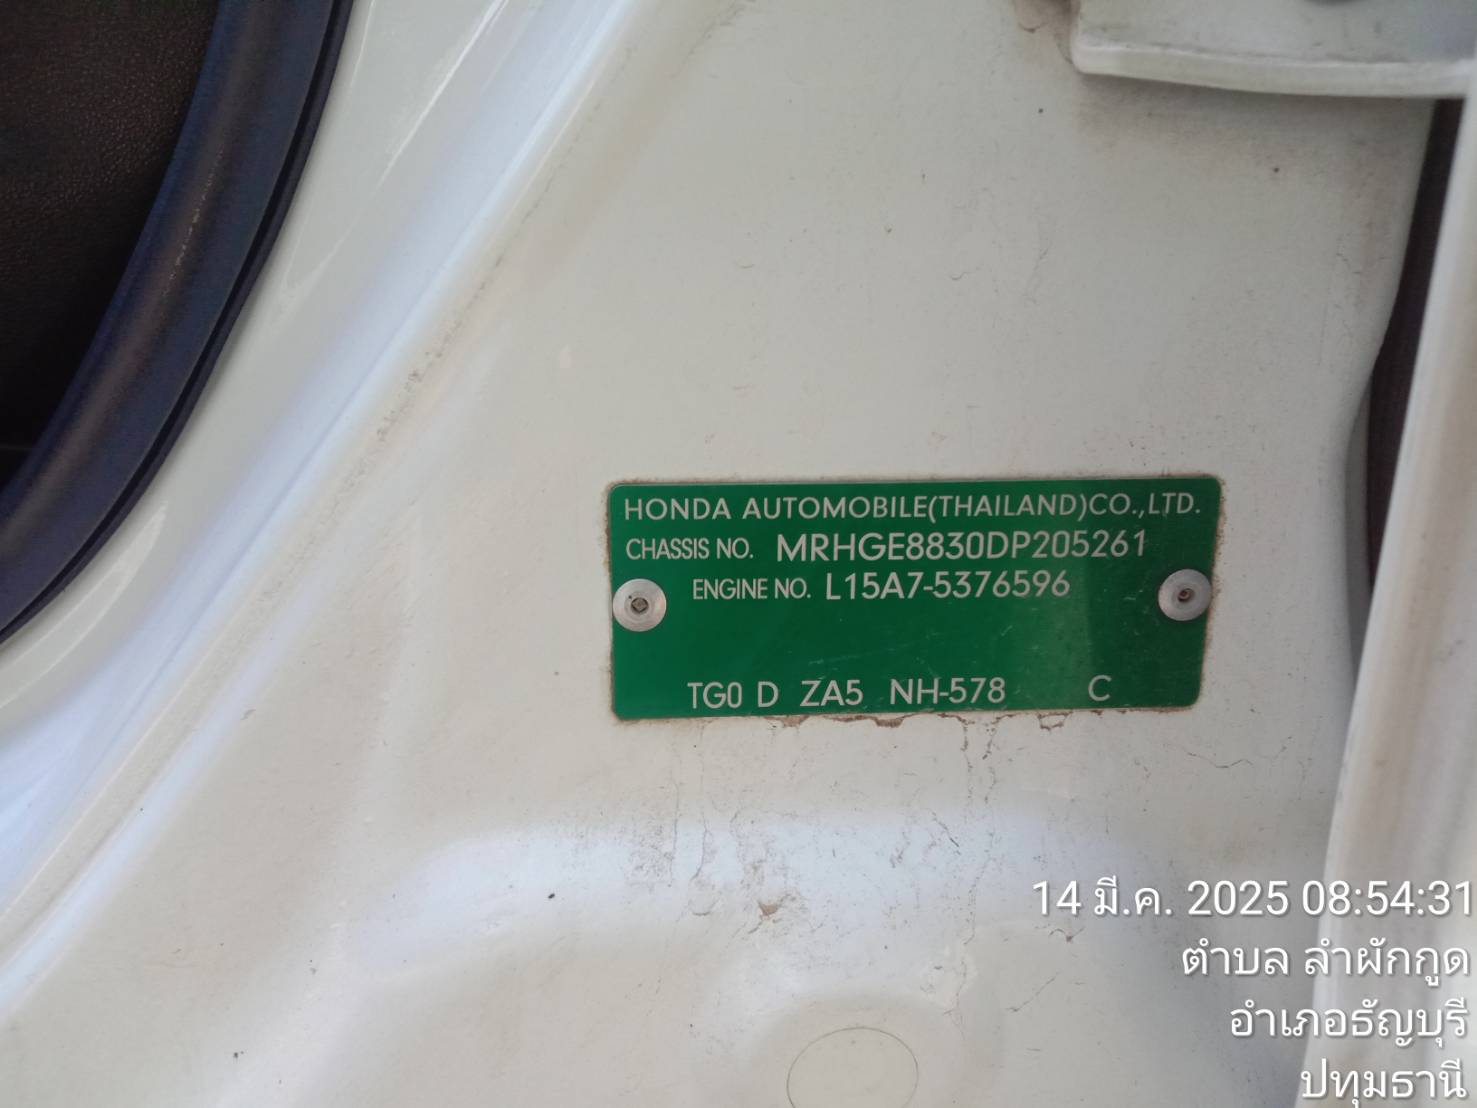 HONDA AUTOMOBILE(THAILAND)CO.,LTD.
CHASSIS NO. MRHGE8830DP205261
ENGINE NO. L15A7-5376596
TG0 D ZA5 NH-578 C
14 มี.ค. 2025 08:54:31
ตำบล ลำผักกูด
อำเภอธัญบุรี
ปทุมธานี